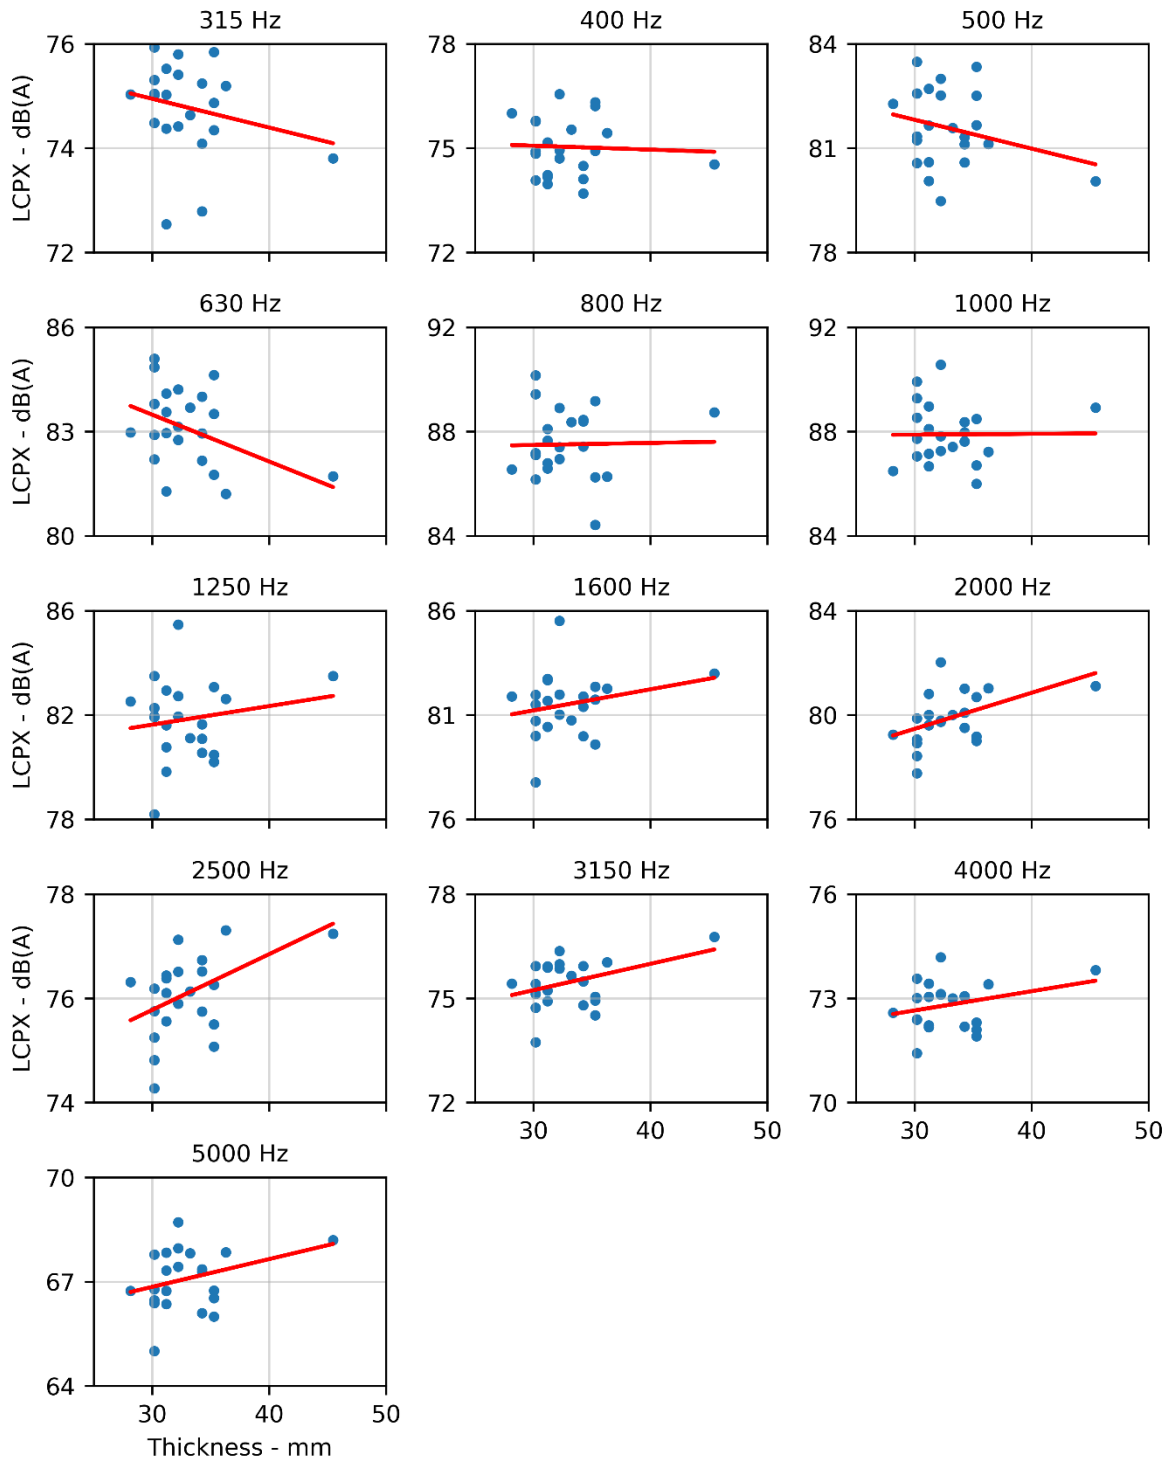 315 Hz 400 Hz 500 Hz
76 78 84
LCPX - dB(A)
74 75 81
72 72 78
630 Hz 800 Hz 1000 Hz
86 92 92
LCPX - dB(A)
83 88 88
80 84 84
1250 Hz 1600 Hz 2000 Hz
86 86 84
LCPX - dB(A)
82 81 80
78 76 76
2500 Hz 3150 Hz 4000 Hz
78 78 76
LCPX - dB(A)
76 75 73
74 72 70
30 40 50 30 40 50
5000 Hz
70
LCPX - dB(A)
67
64
30 40 50
Thickness - mm